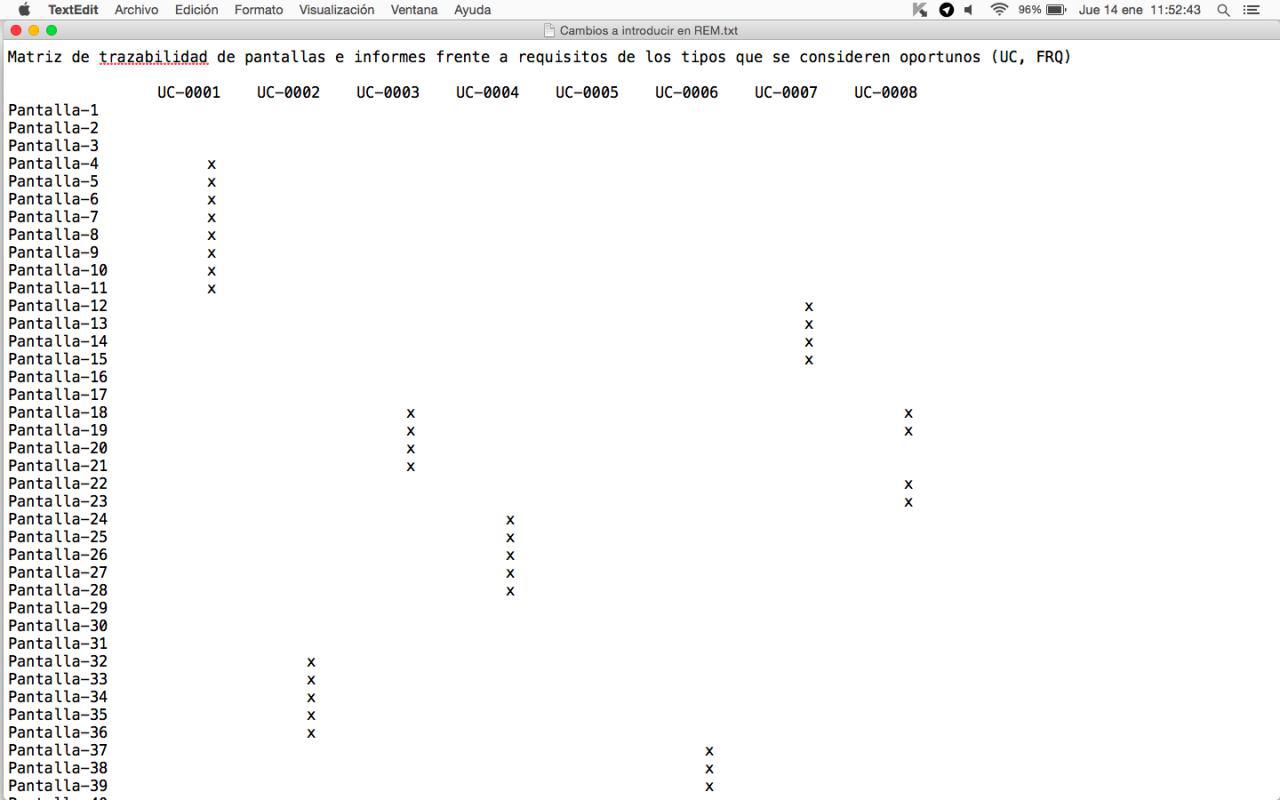 TextEdit Archivo Edición Formato Visualización Ventana Ayuda 96% Jue 14 ene 11:52:43
Cambios a introducir en REM.txt
Matriz de trazabilidad de pantallas e informes frente a requisitos de los tipos que se consideren oportunos (UC, FRQ)
UC-0001 UC-0002 UC-0003 UC-0004 UC-0005 UC-0006 UC-0007 UC-0008
Pantalla-1
Pantalla-2
Pantalla-3
Pantalla-4 x
Pantalla-5 x
Pantalla-6 x
Pantalla-7 x
Pantalla-8 x
Pantalla-9 x
Pantalla-10 x
Pantalla-11 x
Pantalla-12 x
Pantalla-13 x
Pantalla-14 x
Pantalla-15 x
Pantalla-16
Pantalla-17
Pantalla-18 x x
Pantalla-19 x x
Pantalla-20 x
Pantalla-21 x
Pantalla-22 x
Pantalla-23 x
Pantalla-24 x
Pantalla-25 x
Pantalla-26 x
Pantalla-27 x
Pantalla-28 x
Pantalla-29
Pantalla-30
Pantalla-31
Pantalla-32 x
Pantalla-33 x
Pantalla-34 x
Pantalla-35 x
Pantalla-36 x
Pantalla-37 x
Pantalla-38 x
Pantalla-39 x